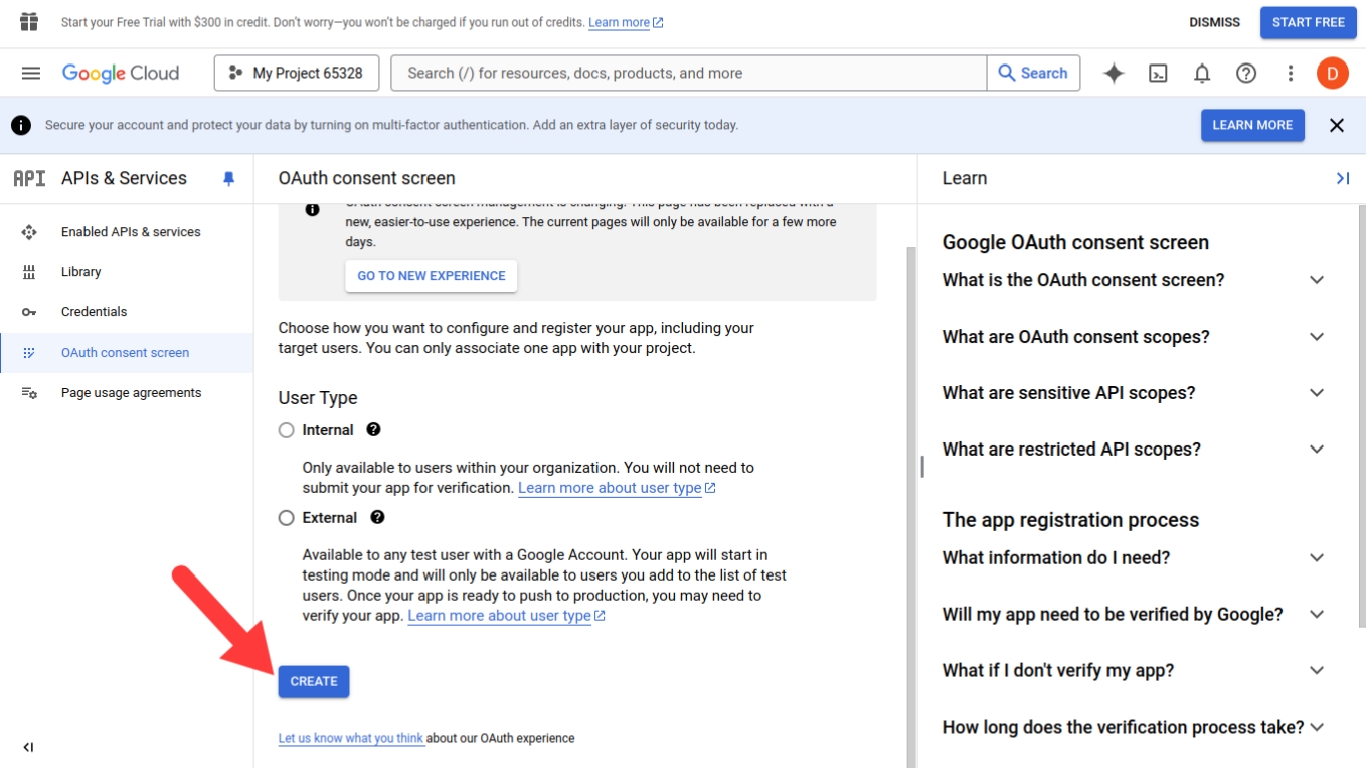 Start your Free Trial with $300 in credit. Don't worry—you won't be charged if you run out of credits. Learn more
DISMISS
START FREE
Google Cloud
My Project 65328
Search (/) for resources, docs, products, and more
Search
D
Secure your account and protect your data by turning on multi-factor authentication. Add an extra layer of security today.
LEARN MORE
API APIs & Services
Enabled APIs & services
Library
Credentials
OAuth consent screen
Page usage agreements
OAuth consent screen
OAuth consent screen management is changing. This page has been replaced with a
new, easier-to-use experience. The current pages will only be available for a few more
days.
GO TO NEW EXPERIENCE
Choose how you want to configure and register your app, including your
target users. You can only associate one app with your project.
User Type
Internal
Only available to users within your organization. You will not need to
submit your app for verification. Learn more about user type
External
Available to any test user with a Google Account. Your app will start in
testing mode and will only be available to users you add to the list of test
users. Once your app is ready to push to production, you may need to
verify your app. Learn more about user type
CREATE
Let us know what you think about our OAuth experience
Learn
Google OAuth consent screen
What is the OAuth consent screen?
What are OAuth consent scopes?
What are sensitive API scopes?
What are restricted API scopes?
The app registration process
What information do I need?
Will my app need to be verified by Google?
What if I don't verify my app?
How long does the verification process take?